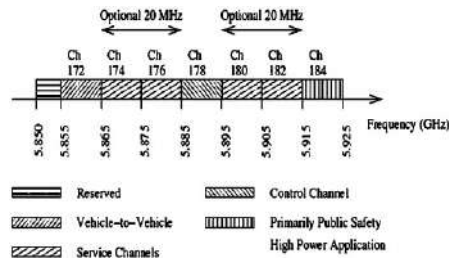 Optional 20 MHz Optional 20 MHz
Ch Ch Ch Ch Ch Ch Ch
172 174 176 178 180 182 184
Frequency (GHz)
5.850 5.855 5.865 5.875 5.885 5.895 5.905 5.915 5.925
Reserved Control Channel
Vehicle-to-Vehicle Primarily Public Safety
High Power Application
Service Channels